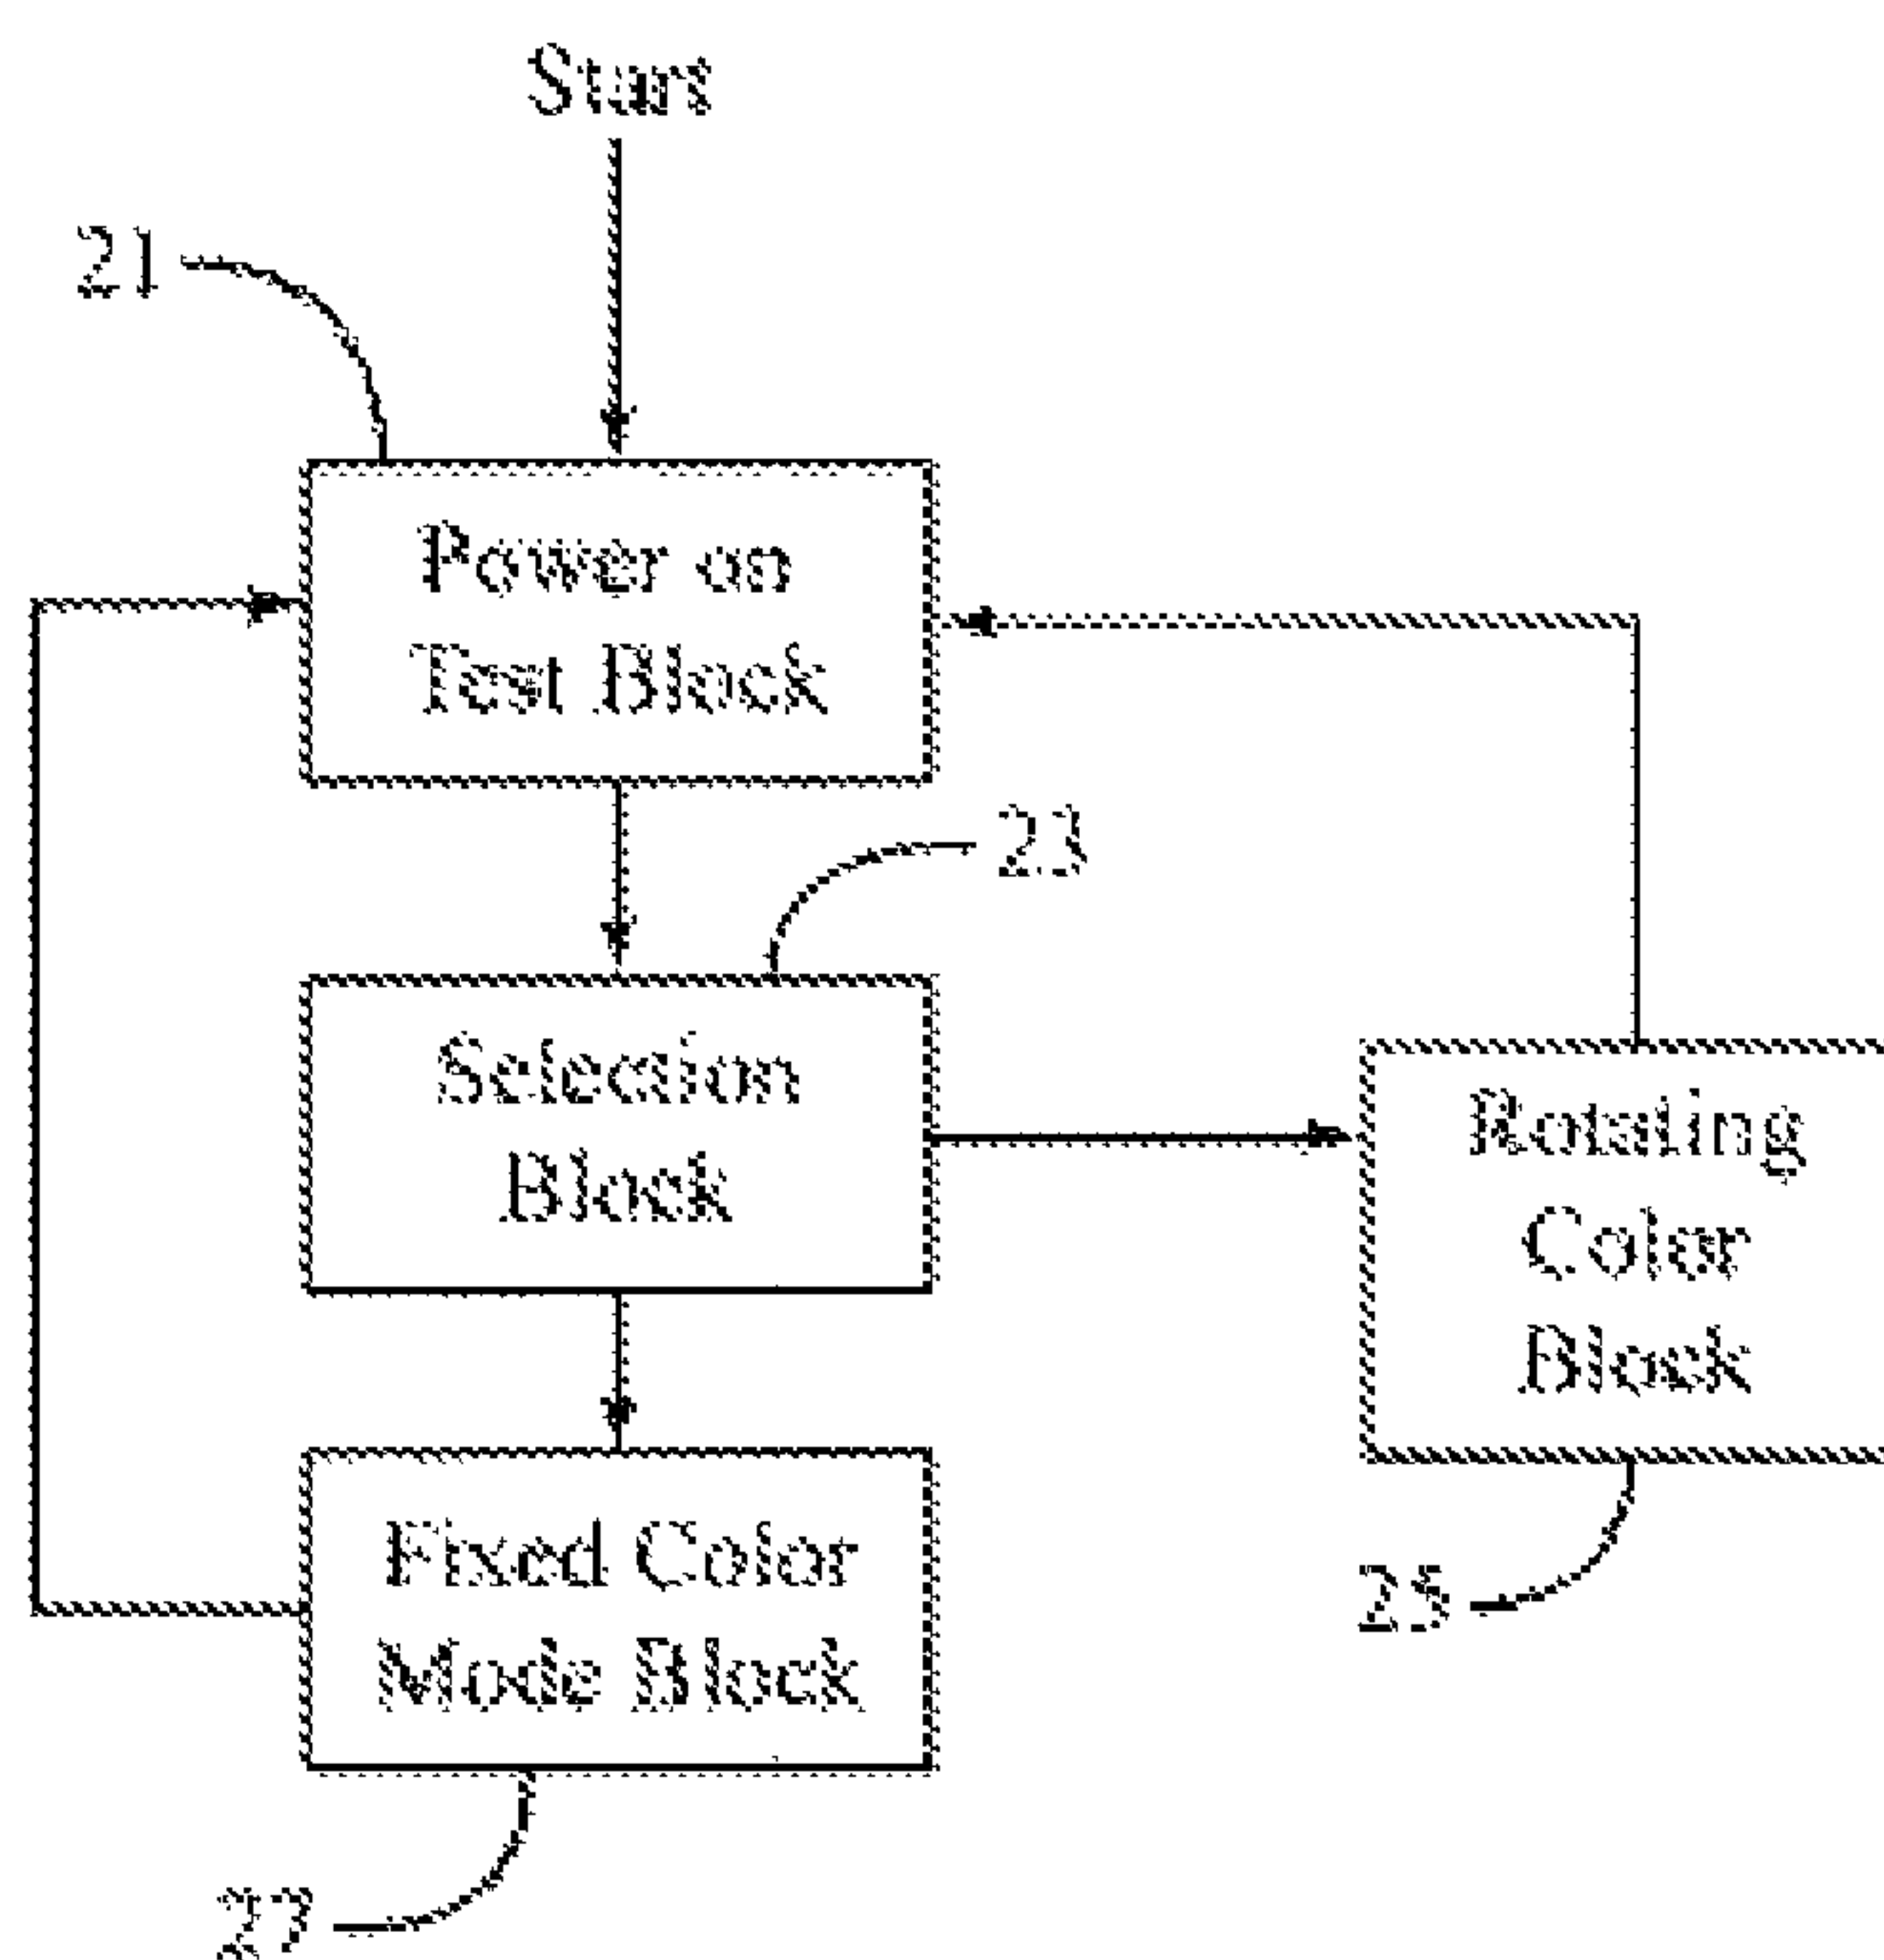 Start
21
Power on
Test Block
23
Selection
Block
Rotating
Color
Block
Fixed Color
Mode Block
25
27